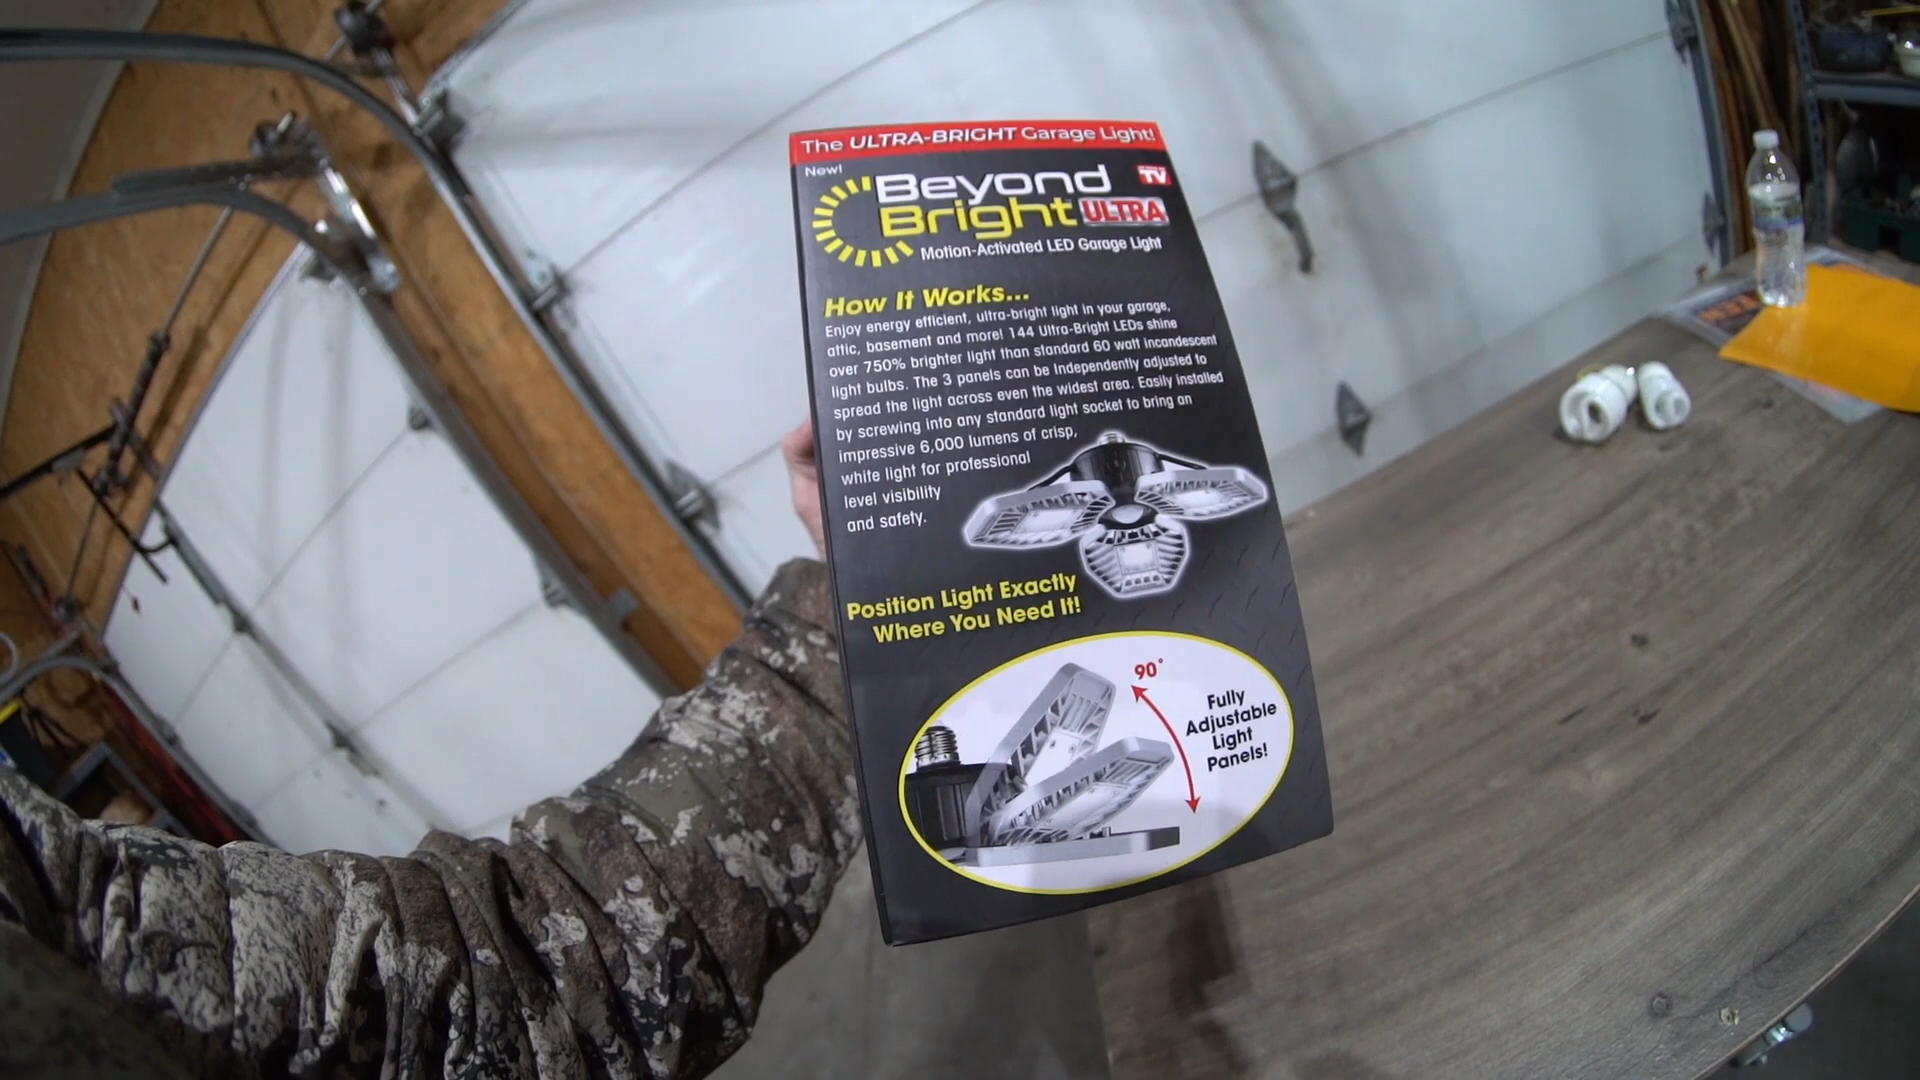 The ULTRA-BRIGHT Garage Light!
New!
TV
Beyond
Bright ULTRA
Motion-Activated LED Garage Light
How It Works...
Enjoy energy efficient, ultra-bright light in your garage,
attic, basement and more! 144 Ultra-Bright LEDs shine
over 750% brighter light than standard 60 watt incandescent
light bulbs. The 3 panels can be independently adjusted to
spread the light across even the widest area. Easily installed
by screwing into any standard light socket to bring an
impressive 6,000 lumens of crisp,
white light for professional
level visibility
and safety.
Position Light Exactly
Where You Need It!
90°
Fully
Adjustable
Light
Panels!